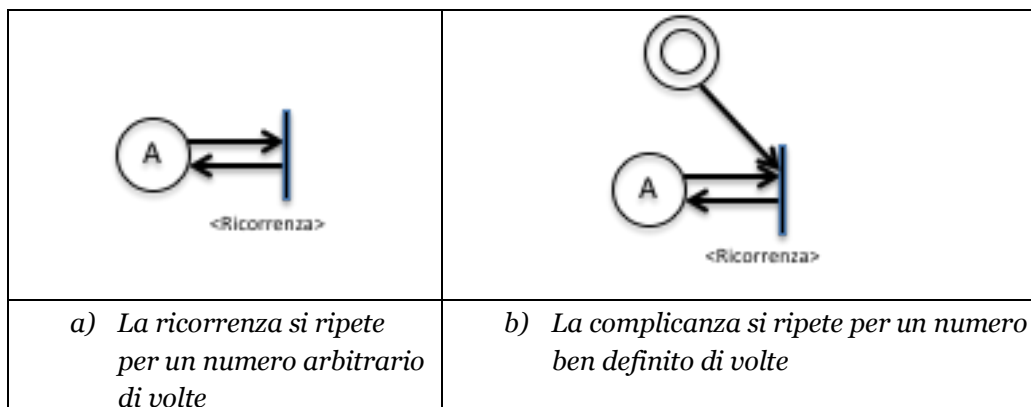 A
<Ricorrenza>
A
<Ricorrenza>
a) La ricorrenza si ripete
per un numero arbitrario
di volte
b) La complicanza si ripete per un numero
ben definito di volte